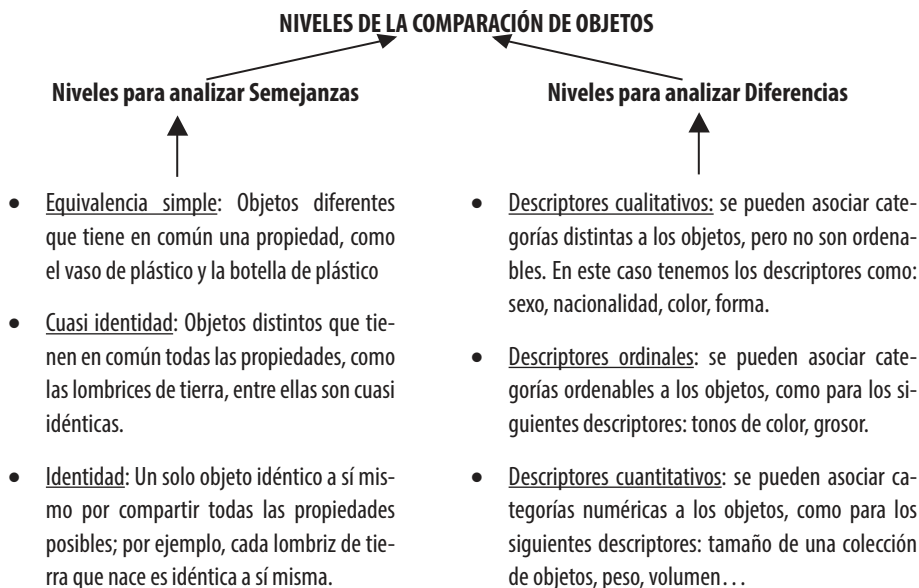 NIVELES DE LA COMPARACIÓN DE OBJETOS
Niveles para analizar Semejanzas
• Equivalencia simple: Objetos diferentes
que tiene en común una propiedad, como
el vaso de plástico y la botella de plástico
• Cuasi identidad: Objetos distintos que tie-
nen en común todas las propiedades, como
las lombrices de tierra, entre ellas son cuasi
idénticas.
• Identidad: Un solo objeto idéntico a sí mis-
mo por compartir todas las propiedades
posibles; por ejemplo, cada lombriz de tie-
rra que nace es idéntica a sí misma.
Niveles para analizar Diferencias
• Descriptores cualitativos: se pueden asociar cate-
gorías distintas a los objetos, pero no son ordena-
bles. En este caso tenemos los descriptores como:
sexo, nacionalidad, color, forma.
• Descriptores ordinales: se pueden asociar cate-
gorías ordenables a los objetos, como para los si-
guientes descriptores: tonos de color, grosor.
• Descriptores cuantitativos: se pueden asociar ca-
tegorías numéricas a los objetos, como para los
siguientes descriptores: tamaño de una colección
de objetos, peso, volumen…